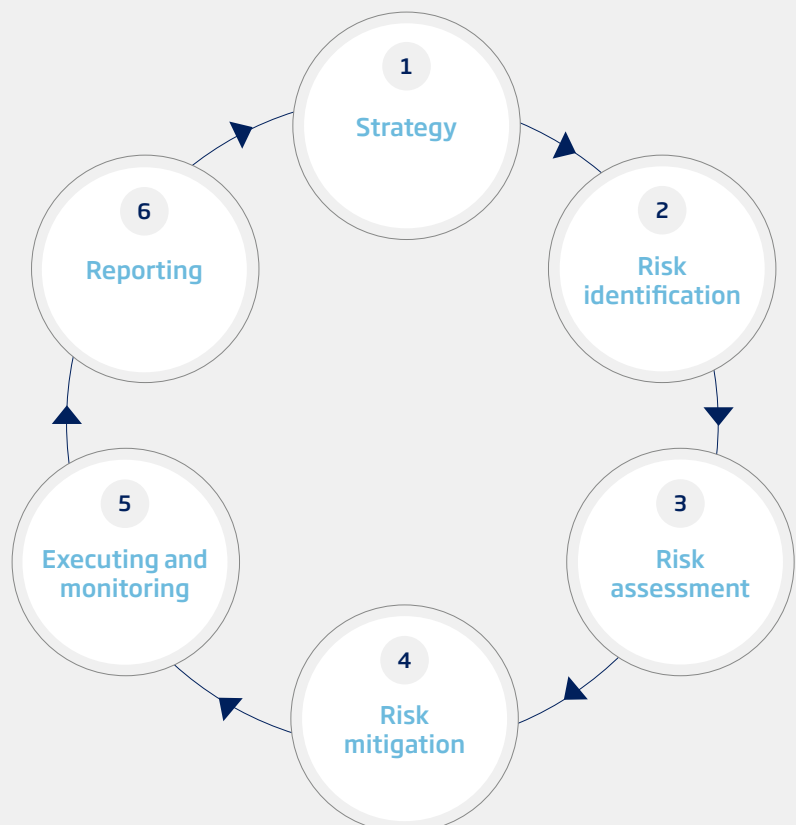 1
Strategy
2
Risk
identification
3
Risk
assessment
4
Risk
mitigation
5
Executing and
monitoring
6
Reporting